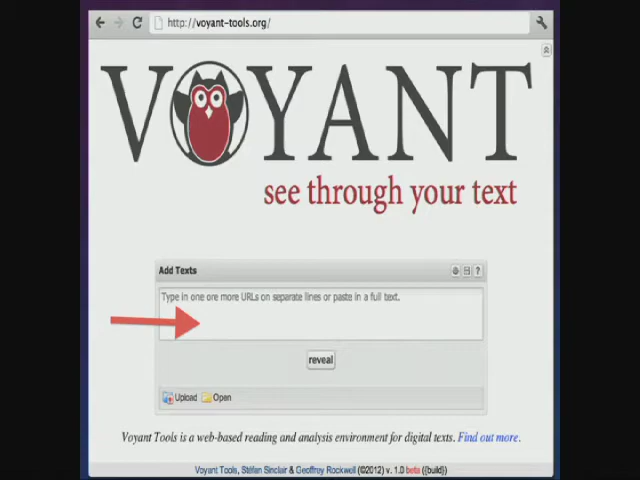 http://voyant-tools.org/
VOYANT
see through your text
Add Texts
Type in one ore more URLs on separate lines or paste in a full text.
reveal
Upload Open
Voyant Tools is a web-based reading and analysis environment for digital texts. Find out more.
Voyant Tools, Stéfan Sinclair & Geoffrey Rockwell (©2012) v. 1.0 beta ({build})